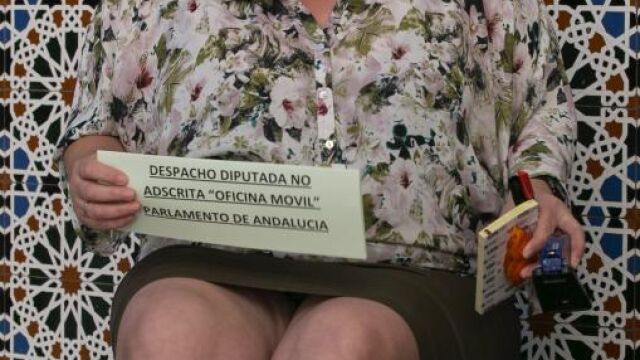 DESPACHO DIPUTADA NO
ADSCRITA "OFICINA MOVIL"
PARLAMENTO DE ANDALUCIA